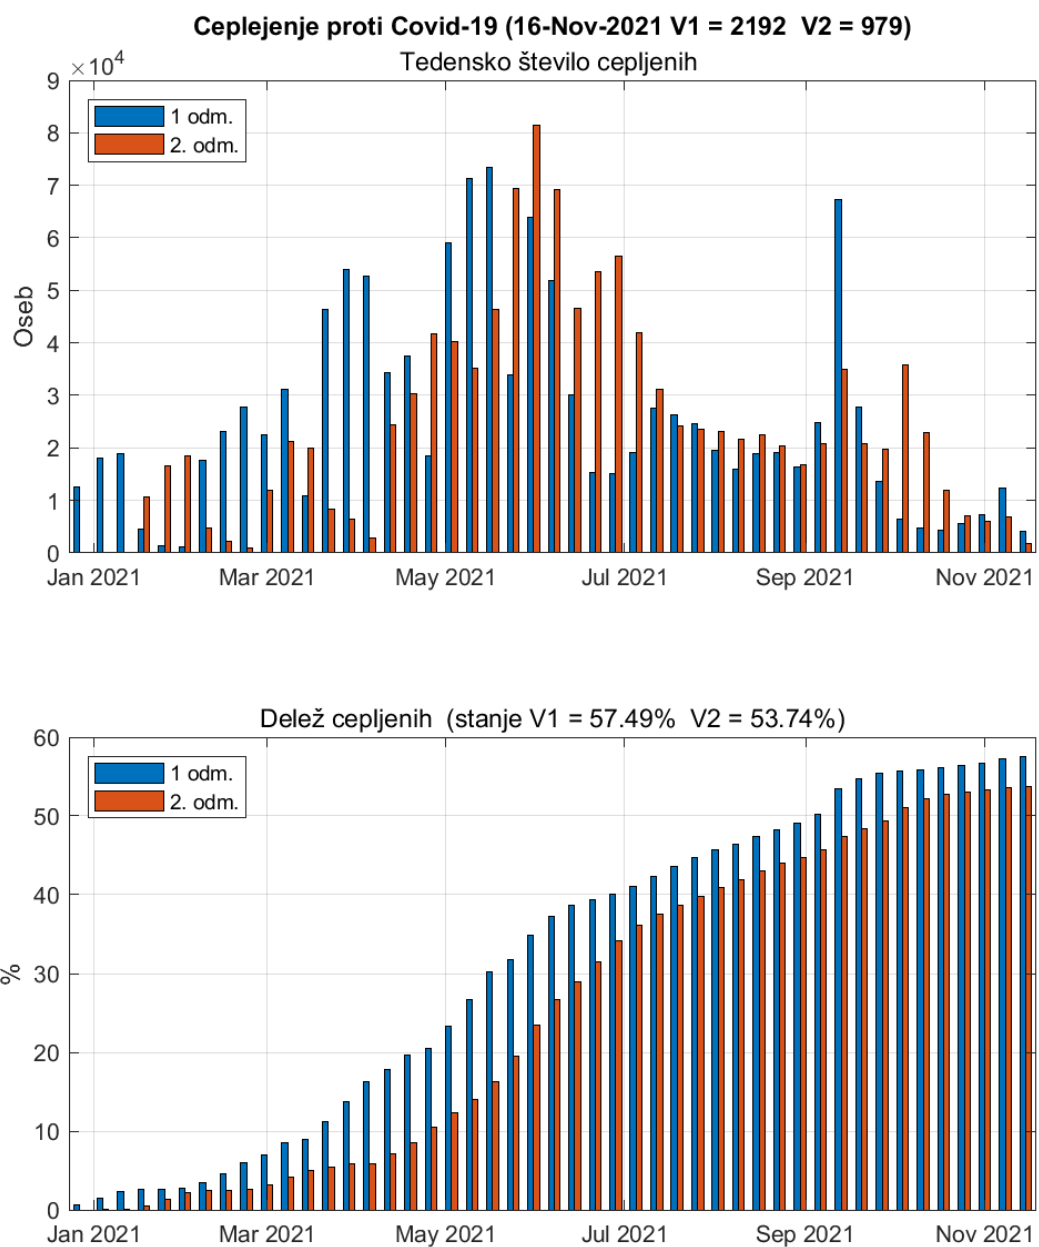 Ceplejenje proti Covid-19 (16-Nov-2021 V1 = 2192  V2 = 979)
Tedensko število cepljenih
×10⁴
9
8
7
6
5
4
3
2
1
0
Oseb
1 odm.
2. odm.
Jan 2021 Mar 2021 May 2021 Jul 2021 Sep 2021 Nov 2021
Delež cepljenih  (stanje V1 = 57.49%  V2 = 53.74%)
60
50
40
30
20
10
0
%
1 odm.
2. odm.
Jan 2021 Mar 2021 May 2021 Jul 2021 Sep 2021 Nov 2021